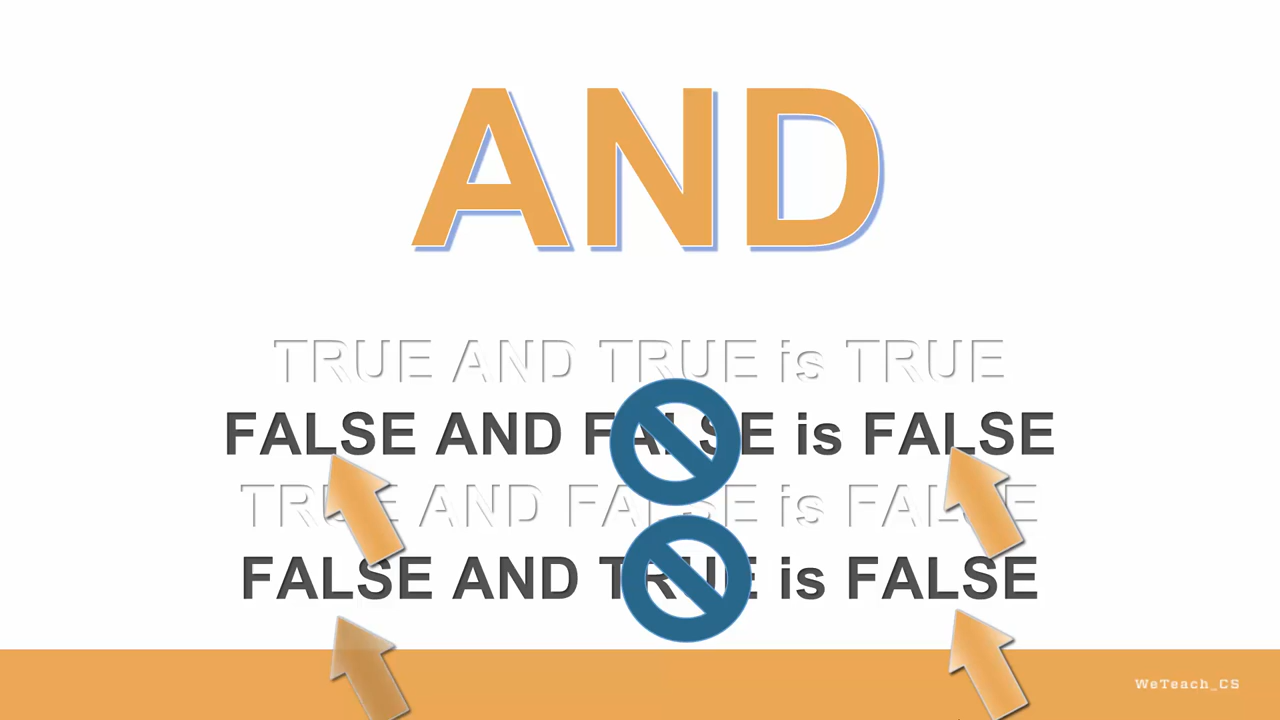 AND
TRUE AND TRUE is TRUE
FALSE AND FALSE is FALSE
TRUE AND FALSE is FALSE
FALSE AND TRUE is FALSE
WeTeach_CS